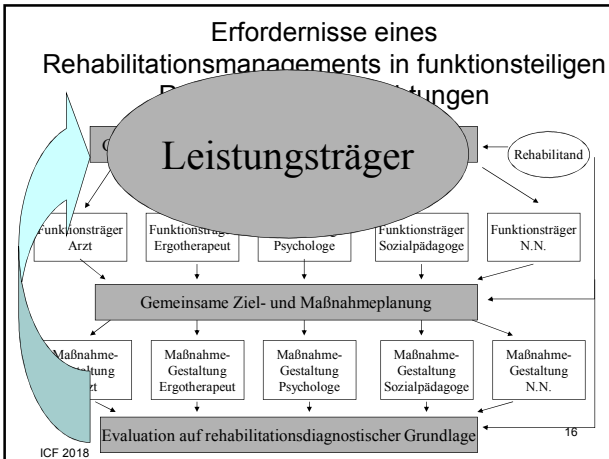 Erfordernisse eines
Rehabilitationsmanagements in funktionsteiligen
Leistungsträger
Rehabilitand
Funktionsträger
Arzt
Funktionsträger
Ergotherapeut
Psychologe
Funktionsträger
Sozialpädagoge
Funktionsträger
N.N.
Gemeinsame Ziel- und Maßnahmeplanung
Maßnahme-
Maßnahme-
Gestaltung
Ergotherapeut
Maßnahme-
Gestaltung
Psychologe
Maßnahme-
Gestaltung
Sozialpädagoge
Maßnahme-
Gestaltung
N.N.
Evaluation auf rehabilitationsdiagnostischer Grundlage
ICF 2018
16